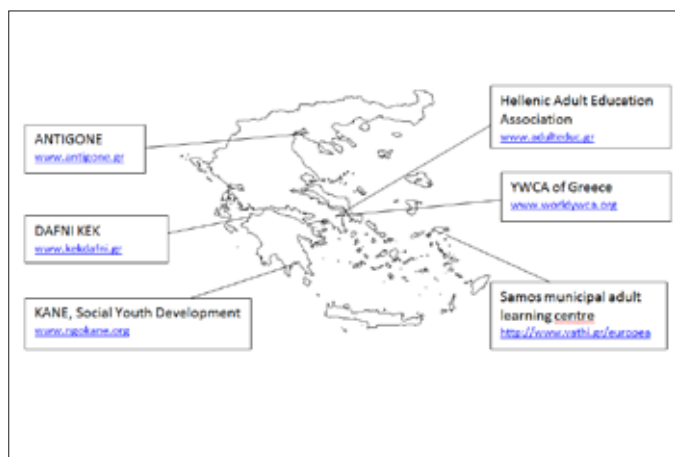 ANTIGONE
www.antigone.gr
DAFNI KEK
www.kekdafni.gr
KANE, Social Youth Development
www.ngokane.org
Hellenic Adult Education
Association
www.adulteduc.gr
YWCA of Greece
www.worldywca.org
Samos municipal adult
learning centre
http://www.vathi.gr/europea